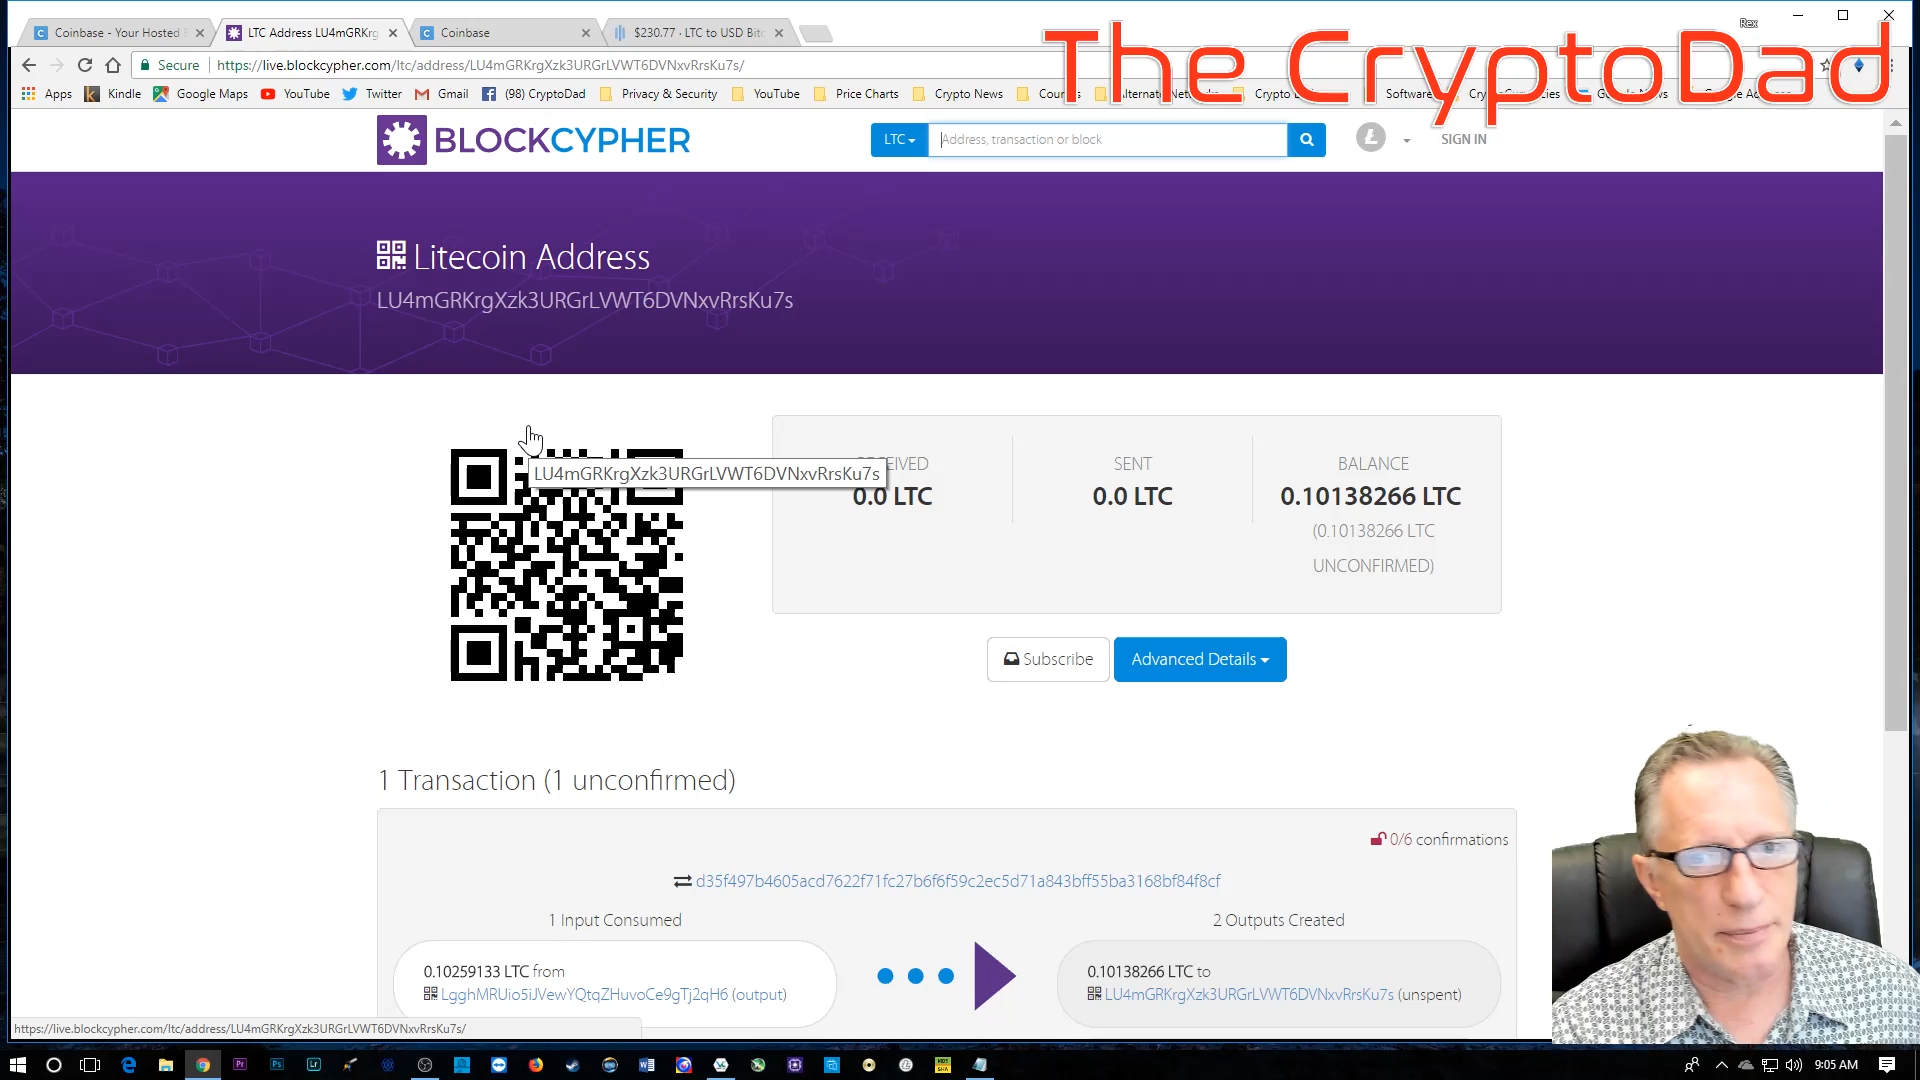 Coinbase - Your Hosted
LTC Address LU4mGRKrg
Coinbase
$230.77 · LTC to USD Bitc
Rex
The CryptoDad
Secure
https://live.blockcypher.com/ltc/address/LU4mGRKrgXzk3URGrLVWT6DVNxvRrsKu7s/
Apps
Kindle
Google Maps
YouTube
Twitter
Gmail
(98) CryptoDad
Privacy & Security
YouTube
Price Charts
Crypto News
BLOCKCYPHER
LTC
Address, transaction or block
SIGN IN
Litecoin Address
LU4mGRKrgXzk3URGrLVWT6DVNxvRrsKu7s
LU4mGRKrgXzk3URGrLVWT6DVNxvRrsKu7s
0.0 LTC
SENT
0.0 LTC
BALANCE
0.10138266 LTC
(0.10138266 LTC
UNCONFIRMED)
Subscribe
Advanced Details
1 Transaction (1 unconfirmed)
0/6 confirmations
d35f497b4605acd7622f71fc27b6f6f59c2ec5d71a843bff55ba3168bf84f8cf
1 Input Consumed
2 Outputs Created
0.10259133 LTC from
LgghMRUio5iJVewYQtqZHuvoCe9gTj2qH6 (output)
0.10138266 LTC to
LU4mGRKrgXzk3URGrLVWT6DVNxvRrsKu7s (unspent)
https://live.blockcypher.com/ltc/address/LU4mGRKrgXzk3URGrLVWT6DVNxvRrsKu7s/
9:05 AM